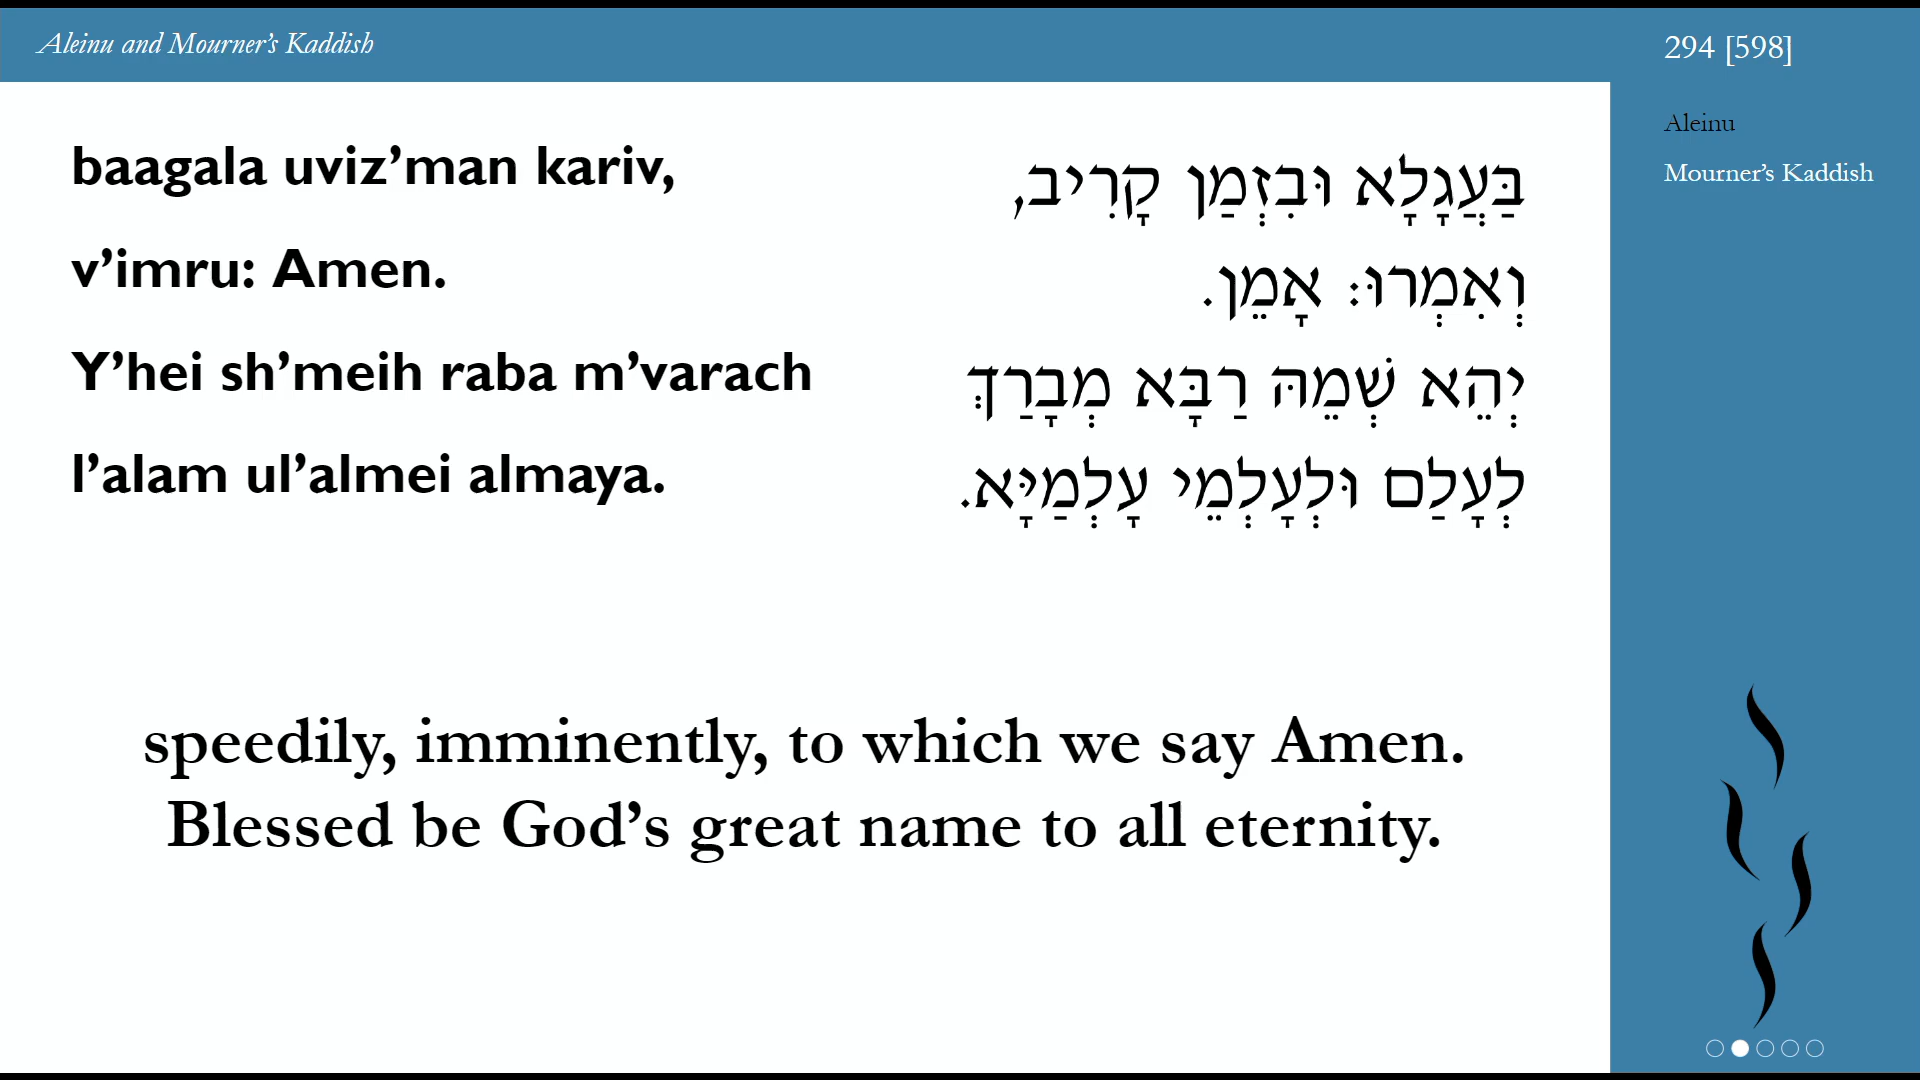 Aleinu and Mourner’s Kaddish
294 [598]
Aleinu
Mourner’s Kaddish
baagala uviz’man kariv,
v’imru: Amen.
Y’hei sh’meih raba m’varach
l’alam ul’almei almaya.
בַּעֲגָלָא וּבִזְמַן קָרִיב,
וְאִמְרוּ: אָמֵן.
יְהֵא שְׁמֵהּ רַבָּא מְבָרַךְ
לְעָלַם וּלְעָלְמֵי עָלְמַיָּא.
speedily, imminently, to which we say Amen.
Blessed be God’s great name to all eternity.